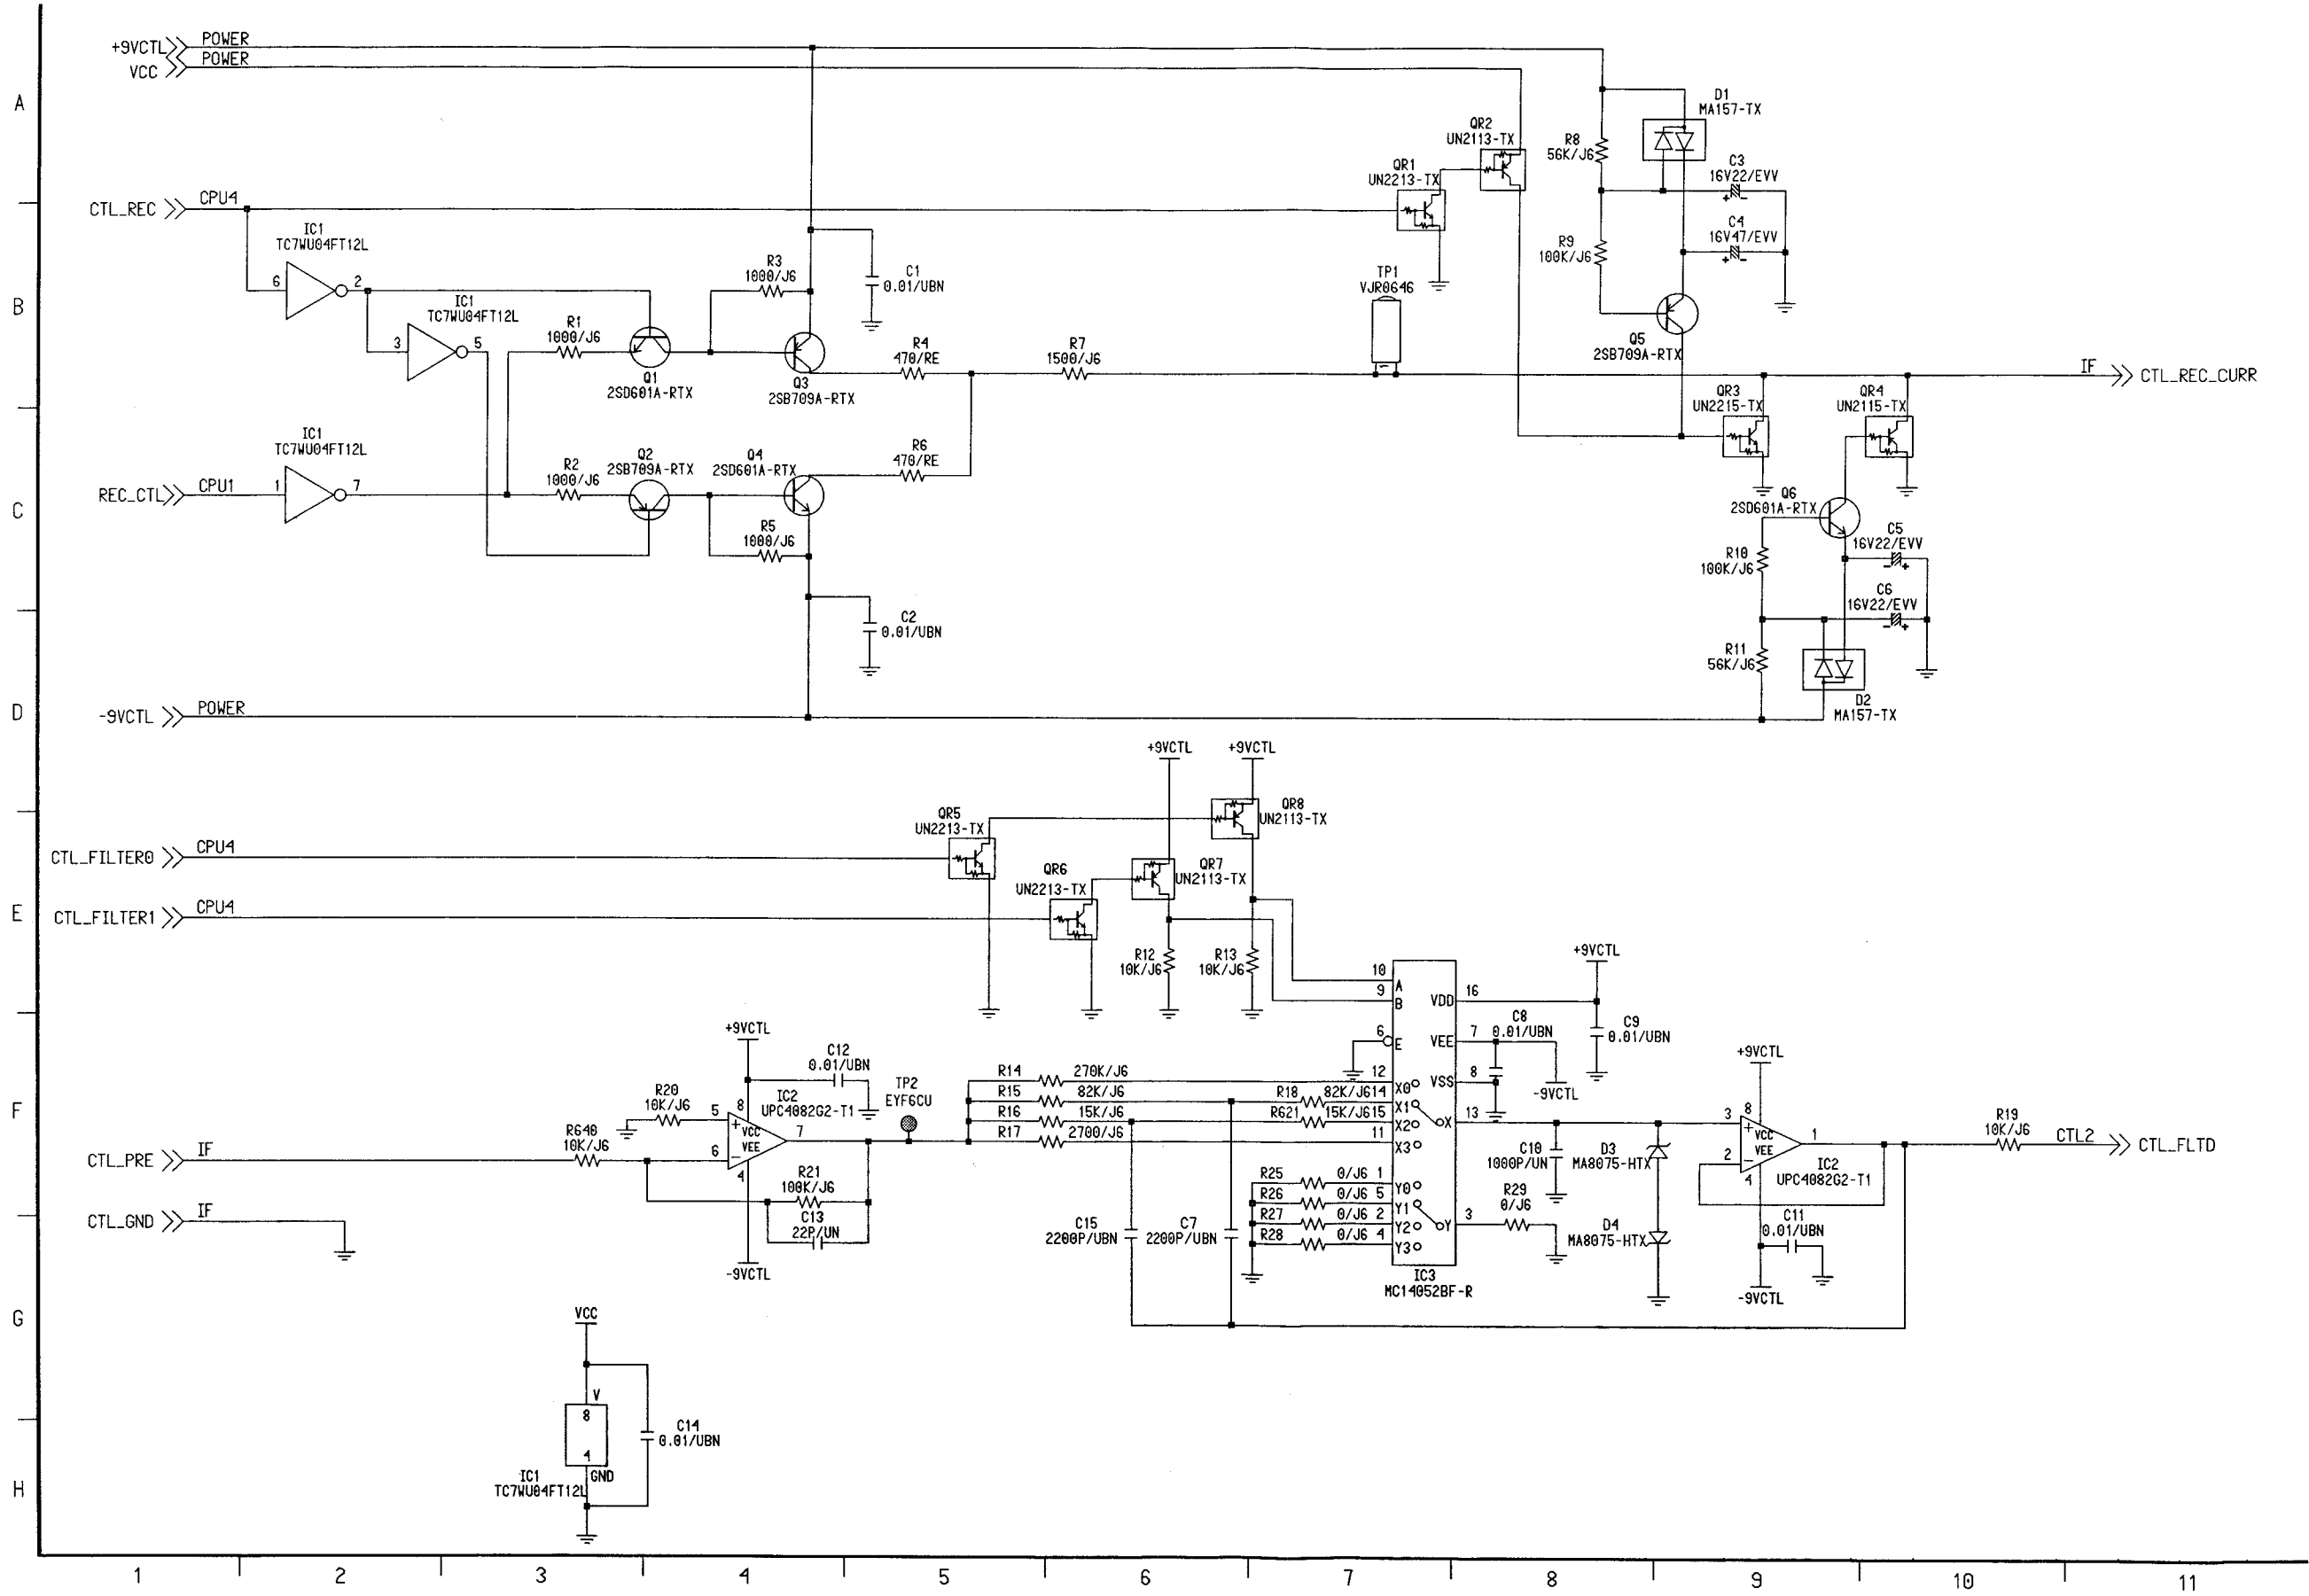 +9VCTL POWER
VCC POWER
A
D1
MA157-TX
QR2
UN2113-TX
R8
56K/J6
QR1
UN2213-TX
C3
16V22/EVV
+ -
CTL_REC CPU4
C4
16V47/EVV
+ -
IC1
TC7WU04FT12L
R9
100K/J6
R3
1000/J6
C1
0.01/UBN
TP1
VJR0646
6 2
B
IC1
TC7WU04FT12L
R1
1000/J6
3 5
Q5
2SB709A-RTX
R4
470/RE
R7
1500/J6
Q1
2SD601A-RTX
Q3
2SB709A-RTX
IF CTL_REC_CURR
QR3
UN2215-TX
QR4
UN2115-TX
IC1
TC7WU04FT12L
R6
470/RE
Q2
2SB709A-RTX
Q4
2SD601A-RTX
R2
1000/J6
REC_CTL CPU1
1 7
C
Q6
2SD601A-RTX
R5
1000/J6
C5
16V22/EVV
- +
R10
100K/J6
C6
16V22/EVV
- +
C2
0.01/UBN
R11
56K/J6
D
-9VCTL POWER
D2
MA157-TX
+9VCTL +9VCTL
QR5
UN2213-TX
QR8
UN2113-TX
CTL_FILTER0 CPU4
QR6
UN2213-TX
QR7
UN2113-TX
E
CTL_FILTER1 CPU4
R12
10K/J6
R13
10K/J6
+9VCTL
10 A
9 B
VDD 16
6 E
VEE 7
C8
0.01/UBN
C9
0.01/UBN
+9VCTL
C12
0.01/UBN
+9VCTL
R14 270K/J6 12 X0
VSS 8
-9VCTL
R20
10K/J6
IC2
UPC4082G2-T1
TP2
EYF6CU
R15 82K/J6
R18 82K/J6 14 X1
R16 15K/J6
R621 15K/J6 15 X2
X 13
R17 2700/J6 11 X3
F
5 8
+ VCC
VEE 7
6 -
4
R640
10K/J6
CTL_PRE IF
3 8
+ VCC
VEE 1
2 -
4
IC2
UPC4082G2-T1
R19
10K/J6
CTL2 CTL_FLTD
C10
1000P/UN
D3
MA8075-HTX
R21
100K/J6
R25 0/J6 1 Y0
R26 0/J6 5 Y1
R27 0/J6 2 Y2
R28 0/J6 4 Y3
Y 3
R29
0/J6
CTL_GND IF
C13
22P/UN
C15
2200P/UBN
C7
2200P/UBN
D4
MA8075-HTX
C11
0.01/UBN
-9VCTL
IC3
MC14052BF-R
-9VCTL
G
VCC
V
8
4
GND
C14
0.01/UBN
IC1
TC7WU04FT12L
H
1 2 3 4 5 6 7 8 9 10 11